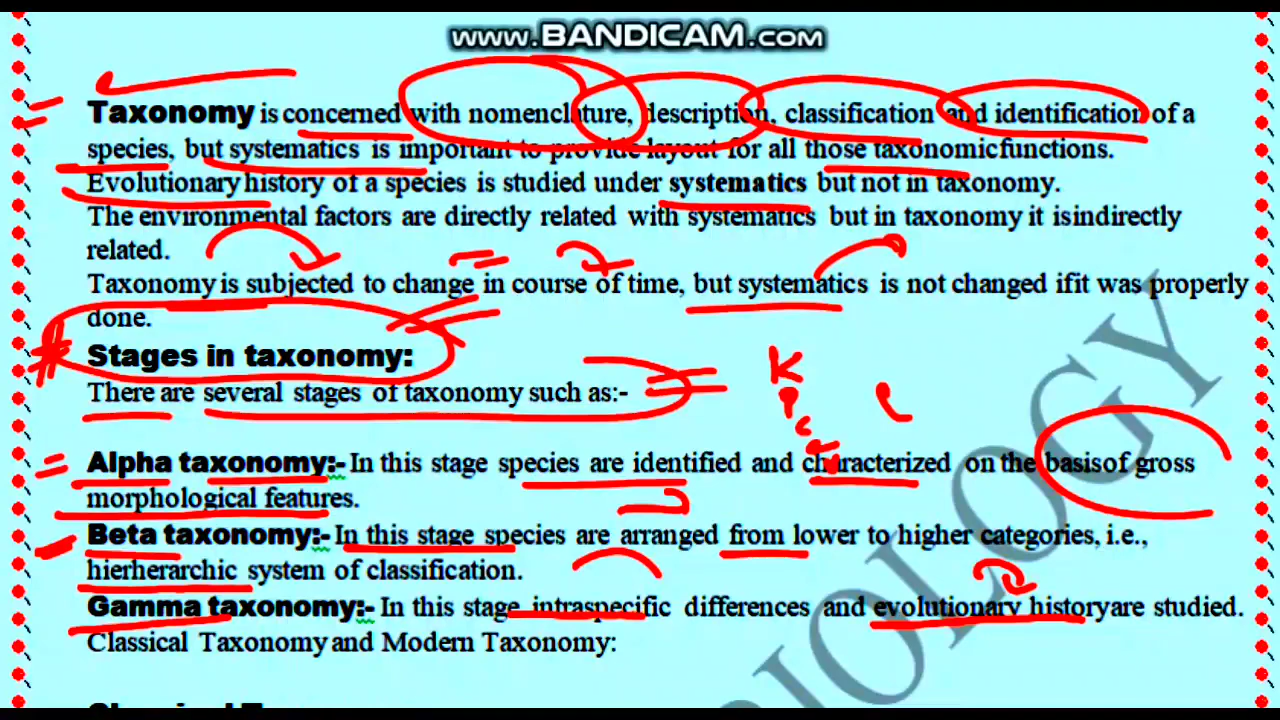 www.BANDICAM.com
Taxonomy is concerned with nomenclature, description, classification and identification of a
species, but systematics is important to provide layout for all those taxonomicfunctions.
Evolutionary history of a species is studied under systematics but not in taxonomy.
The environmental factors are directly related with systematics but in taxonomy it isindirectly
related.
Taxonomy is subjected to change in course of time, but systematics is not changed ifit was properly
done.
Stages in taxonomy:
There are several stages of taxonomy such as:-
K
P
c
Alpha taxonomy:- In this stage species are identified and characterized on the basisof gross
morphological features.
Beta taxonomy:- In this stage species are arranged from lower to higher categories, i.e.,
hierherarchic system of classification.
Gamma taxonomy:- In this stage intraspecific differences and evolutionary historyare studied.
Classical Taxonomy and Modern Taxonomy:
BIOLOGY